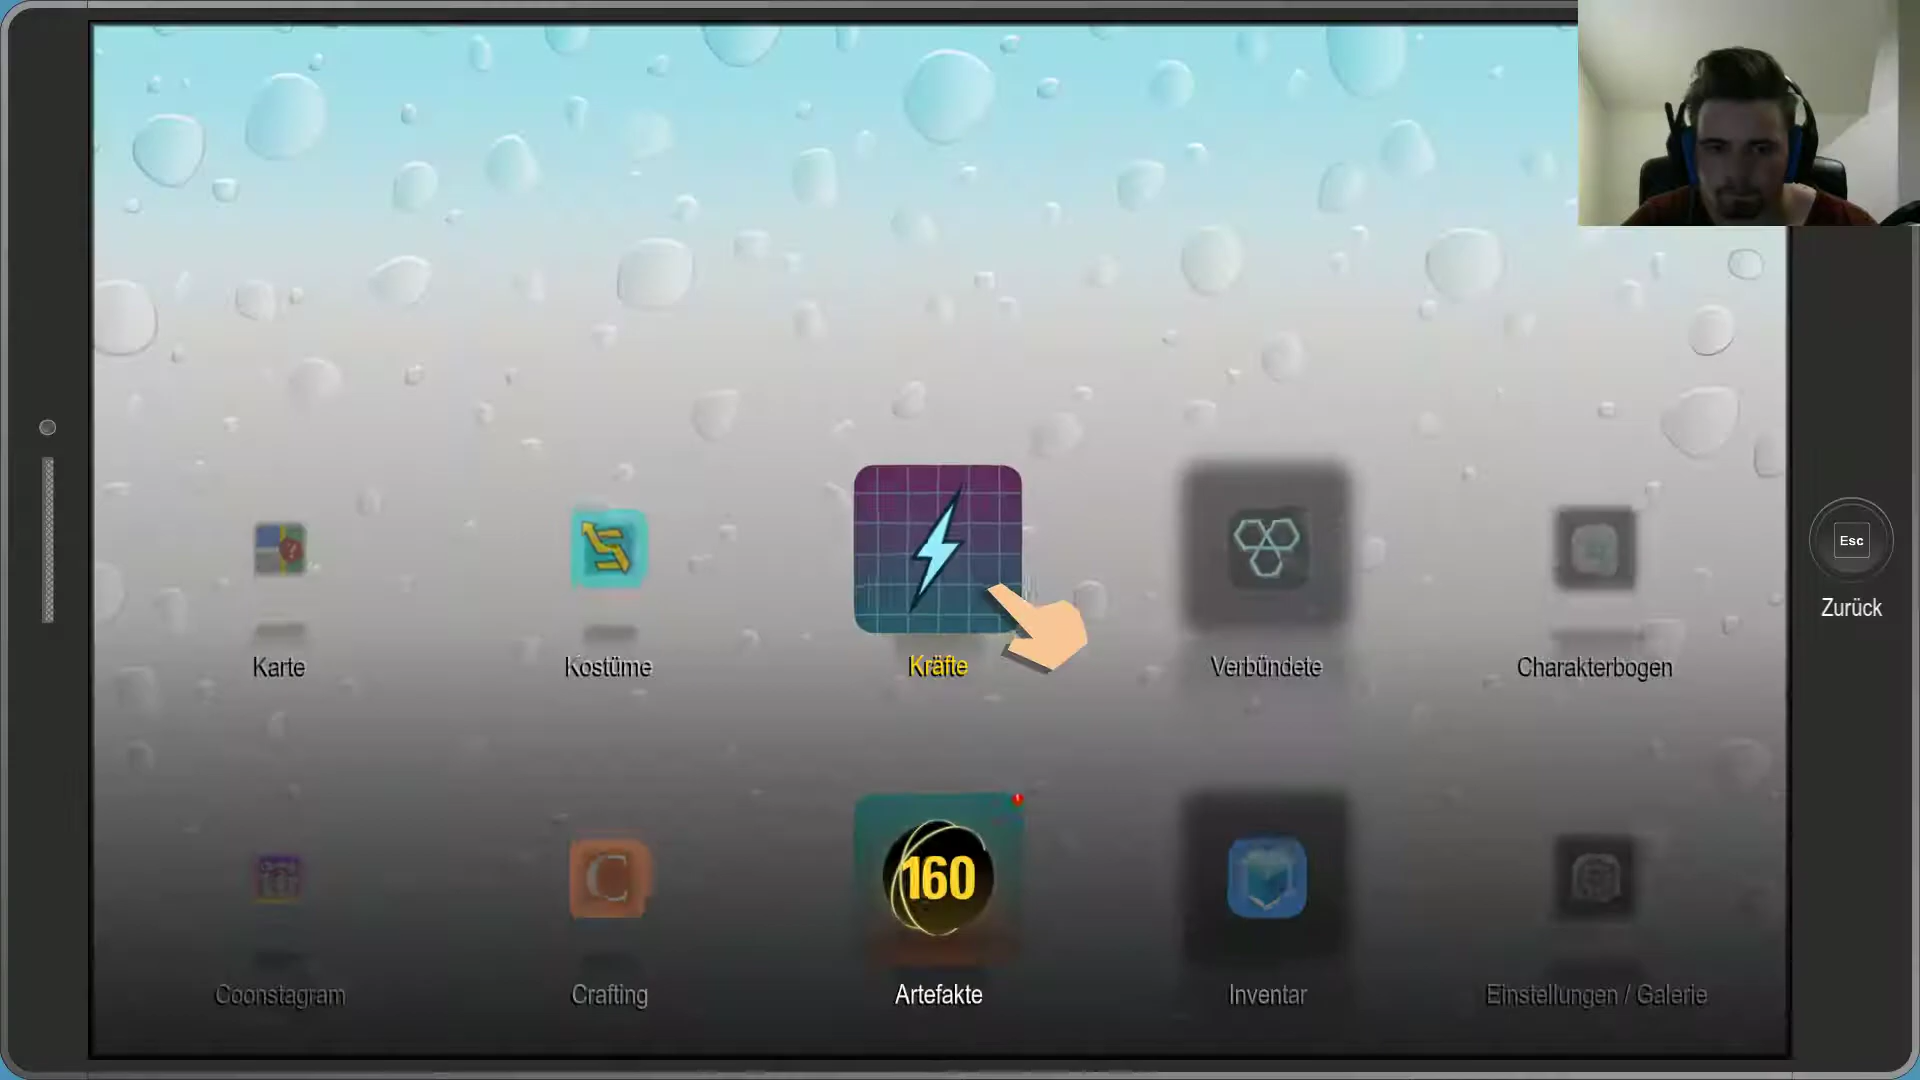 Esc
Zurück
Karte
Kostüme
Kräfte
Verbündete
Charakterbogen
C
160
Coonstagram
Crafting
Artefakte
Inventar
Einstellungen / Galerie